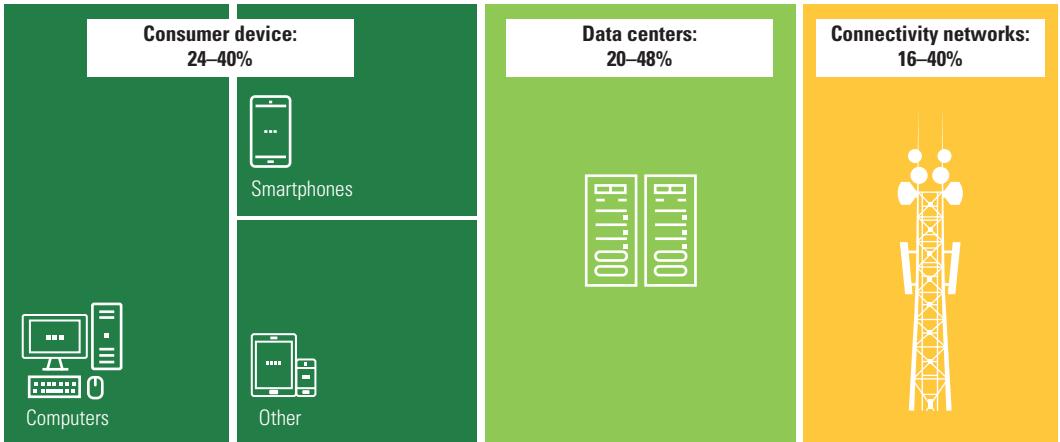 Consumer device:
24–40%
Data centers:
20–48%
Connectivity networks:
16–40%
Smartphones
Computers
Other